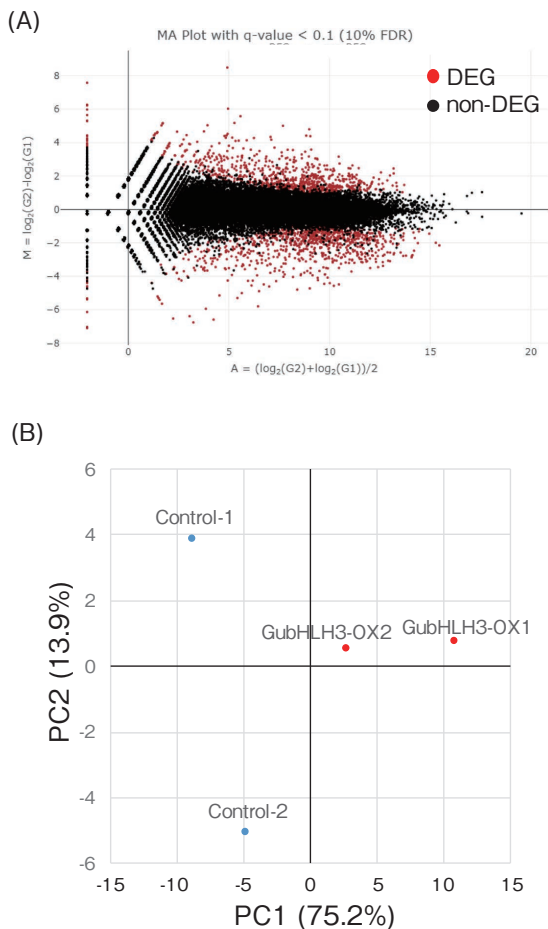 (A)
MA Plot with q-value < 0.1 (10% FDR)
DEG
non-DEG
8
6
4
2
0
−2
−4
−6
−8
M = log₂(G2)-log₂(G1)
0
5
10
15
20
A = (log₂(G2)+log₂(G1))/2
(B)
6
4
2
0
-2
-4
-6
PC2 (13.9%)
Control-1
GubHLH3-OX2
GubHLH3-OX1
Control-2
-15
-10
-5
0
5
10
15
PC1 (75.2%)